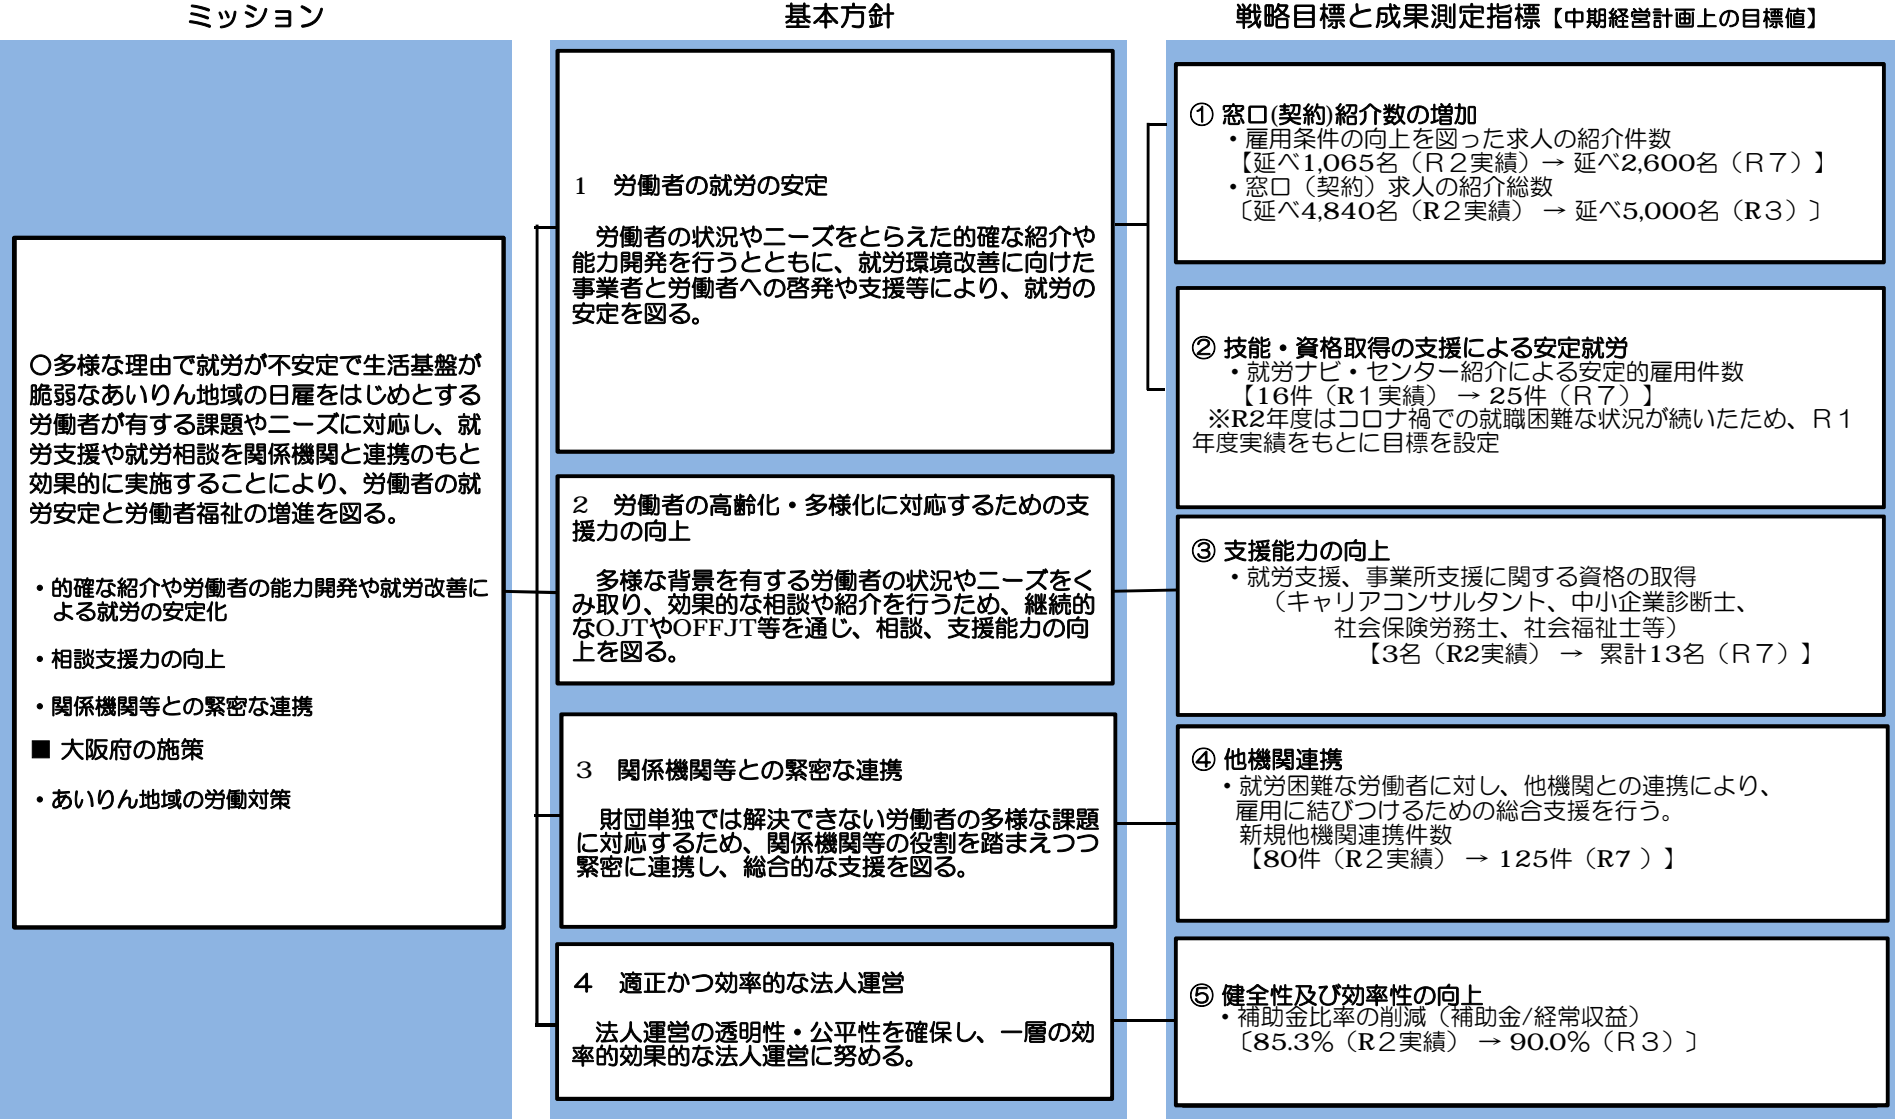 ミッション
〇多様な理由で就労が不安定で生活基盤が
脆弱なあいりん地域の日雇をはじめとする
労働者が有する課題やニーズに対応し、就
労支援や就労相談を関係機関と連携のもと
効果的に実施することにより、労働者の就
労安定と労働者福祉の増進を図る。
・的確な紹介や労働者の能力開発や就労改善に
よる就労の安定化
・相談支援力の向上
・関係機関等との緊密な連携
■ 大阪府の施策
・あいりん地域の労働対策
基本方針
1　労働者の就労の安定
労働者の状況やニーズをとらえた的確な紹介や
能力開発を行うとともに、就労環境改善に向けた
事業者と労働者への啓発や支援等により、就労の
安定を図る。
2　労働者の高齢化・多様化に対応するための支
援力の向上
多様な背景を有する労働者の状況やニーズをく
み取り、効果的な相談や紹介を行うため、継続的
なOJTやOFFJT等を通じ、相談、支援能力の向
上を図る。
3　関係機関等との緊密な連携
財団単独では解決できない労働者の多様な課題
に対応するため、関係機関等の役割を踏まえつつ
緊密に連携し、総合的な支援を図る。
４　適正かつ効率的な法人運営
法人運営の透明性・公平性を確保し、一層の効
率的効果的な法人運営に努める。
戦略目標と成果測定指標【中期経営計画上の目標値】
① 窓口(契約)紹介数の増加
・雇用条件の向上を図った求人の紹介件数
【延べ1,065名（Ｒ２実績）→ 延べ2,600名（Ｒ７）】
・窓口（契約）求人の紹介総数
〔延べ4,840名（R２実績） → 延べ5,000名（R３）〕
② 技能・資格取得の支援による安定就労
・就労ナビ・センター紹介による安定的雇用件数
【16件（R１実績） → 25件（Ｒ７）】
※R2年度はコロナ禍での就職困難な状況が続いたため、Ｒ１
年度実績をもとに目標を設定
③ 支援能力の向上
・就労支援、事業所支援に関する資格の取得
（キャリアコンサルタント、中小企業診断士、
社会保険労務士、社会福祉士等）
【3名（R2実績） → 累計13名（Ｒ７）】
④ 他機関連携
・就労困難な労働者に対し、他機関との連携により、
雇用に結びつけるための総合支援を行う。
新規他機関連携件数
【80件（R２実績） → 125件（R7 ）】
⑤ 健全性及び効率性の向上
・補助金比率の削減（補助金/経常収益）
〔85.3％（R２実績） → 90.0％（Ｒ３）〕